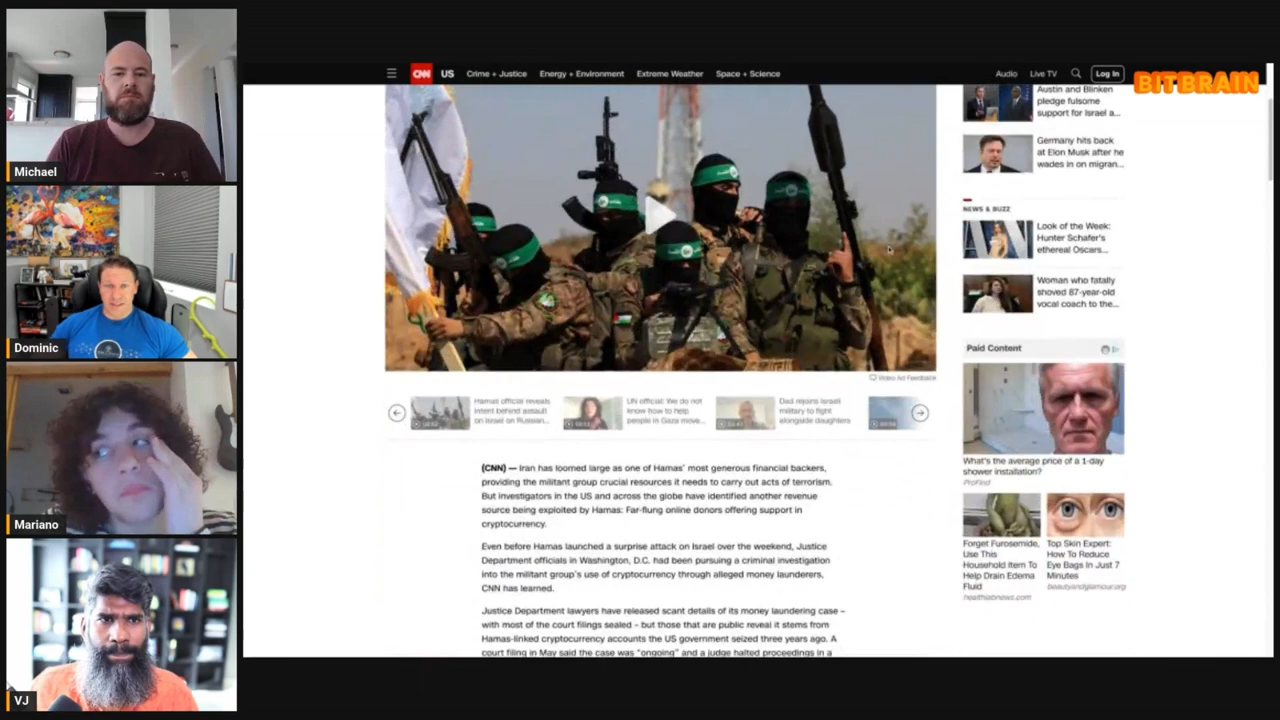 Michael
Dominic
Mariano
VJ
CNN US Crime + Justice Energy + Environment Extreme Weather Space + Science Audio Live TV Log In
BITBRAIN
Hamas official reveals
intent behind assault
on Israel on Russian...
UN official: We do not
know how to help
people in Gaza move...
Dad rejoins Israeli
military to fight
alongside daughters
Video Ad Feedback
(CNN) — Iran has loomed large as one of Hamas' most generous financial backers,
providing the militant group crucial resources it needs to carry out acts of terrorism.
But investigators in the US and across the globe have identified another revenue
source being exploited by Hamas: Far-flung online donors offering support in
cryptocurrency.
Even before Hamas launched a surprise attack on Israel over the weekend, Justice
Department officials in Washington, D.C. had been pursuing a criminal investigation
into the militant group's use of cryptocurrency through alleged money launderers,
CNN has learned.
Justice Department lawyers have released scant details of its money laundering case –
with most of the court filings sealed – but those that are public reveal it stems from
Hamas-linked cryptocurrency accounts the US government seized three years ago. A
court filing in May said the case was "ongoing" and a judge halted proceedings in a
Austin and Blinken
pledge fulsome
support for Israel a...
Germany hits back
at Elon Musk after he
wades in on migran...
NEWS & BUZZ
Look of the Week:
Hunter Schafer's
ethereal Oscars...
Woman who fatally
shoved 87-year-old
vocal coach to the...
Paid Content
What's the average price of a 1-day
shower installation?
ProFind
Forget Furosemide,
Use This
Household Item To
Help Drain Edema
Fluid
healthlabnews.com
Top Skin Expert:
How To Reduce
Eye Bags In Just 7
Minutes
beautyandglamour.org